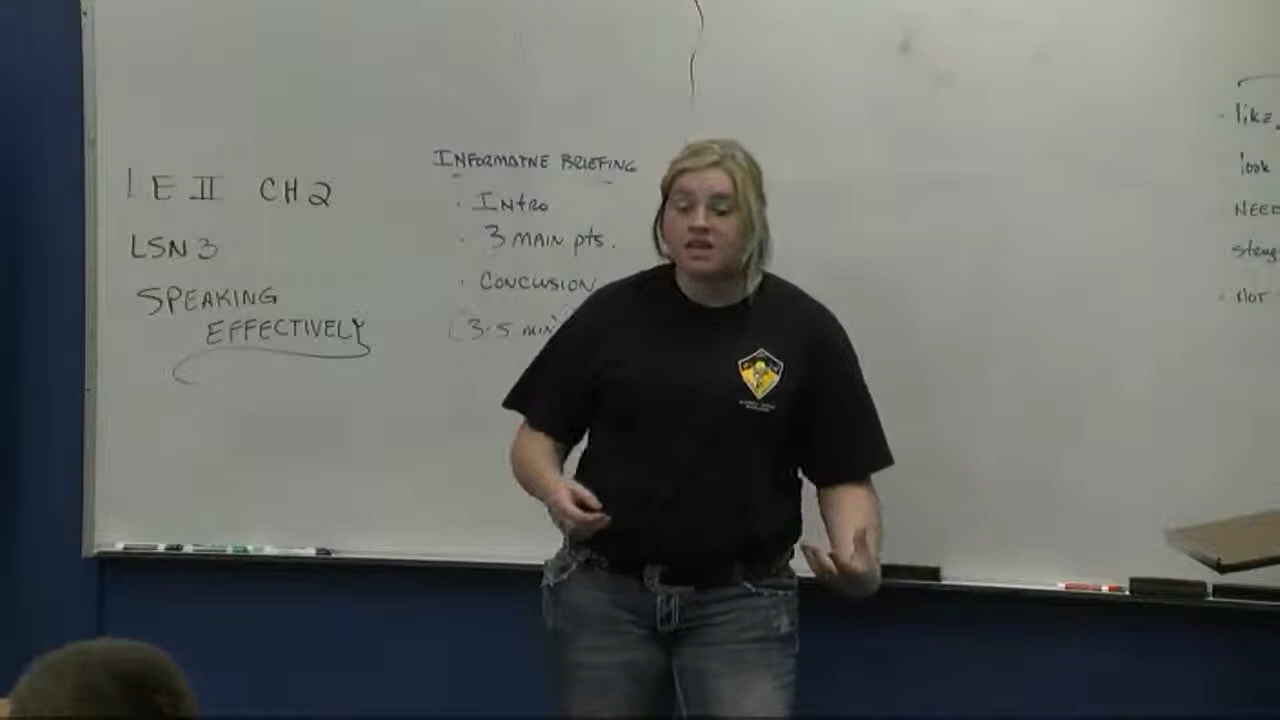 LE II CH 2
LSN 3
SPEAKING
EFFECTIVELY
INFORMATIVE BRIEFING
· Intro
· 3 MAIN pts.
· CONCLUSION
(3-5 min)
- like,
look
NEED
- Not